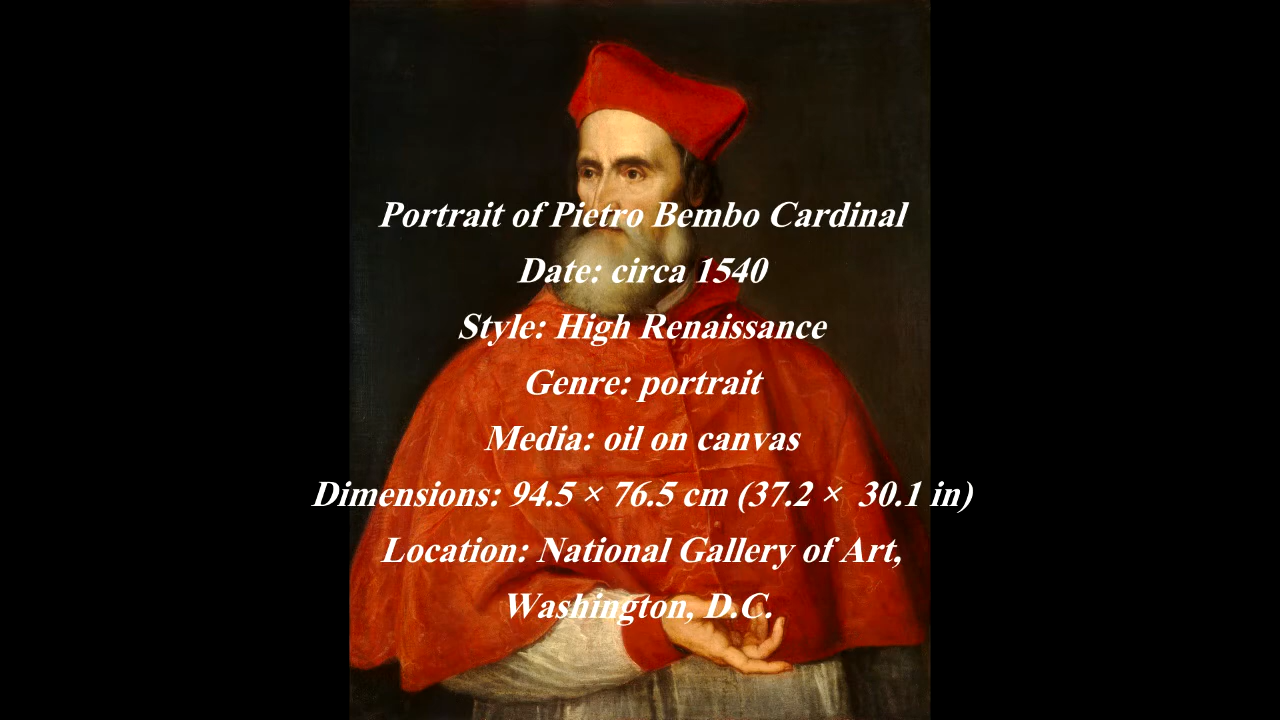 Portrait of Pietro Bembo Cardinal
Date: circa 1540
Style: High Renaissance
Genre: portrait
Media: oil on canvas
Dimensions: 94.5 × 76.5 cm (37.2 ×  30.1 in)
Location: National Gallery of Art,
Washington, D.C.